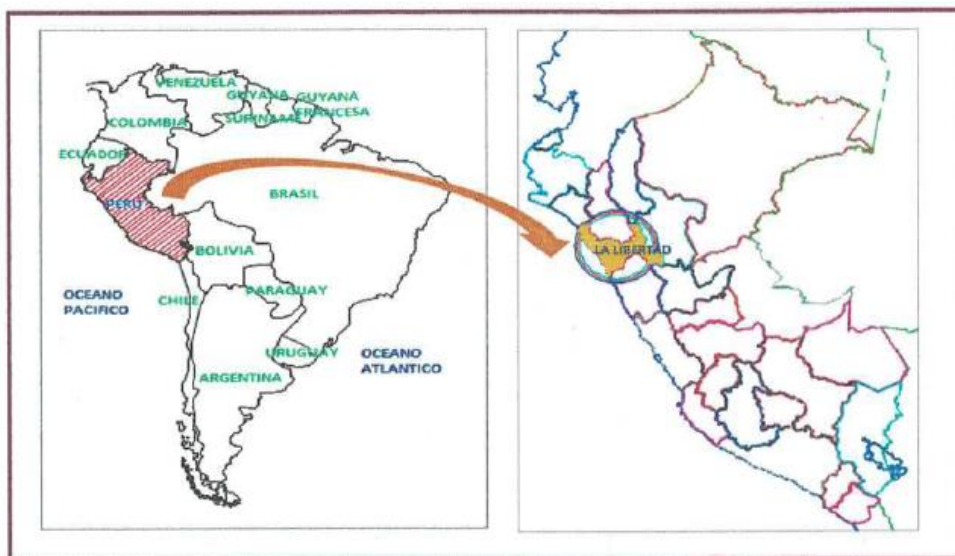 VENEZUELA
GUYANA
GUYANA
FRANCESA
SURINAME
COLOMBIA
ECUADOR
PERU
BRASIL
BOLIVIA
PARAGUAY
CHILE
OCEANO
PACIFICO
URUGUAY
OCEANO
ATLANTICO
ARGENTINA
LA LIBERTAD